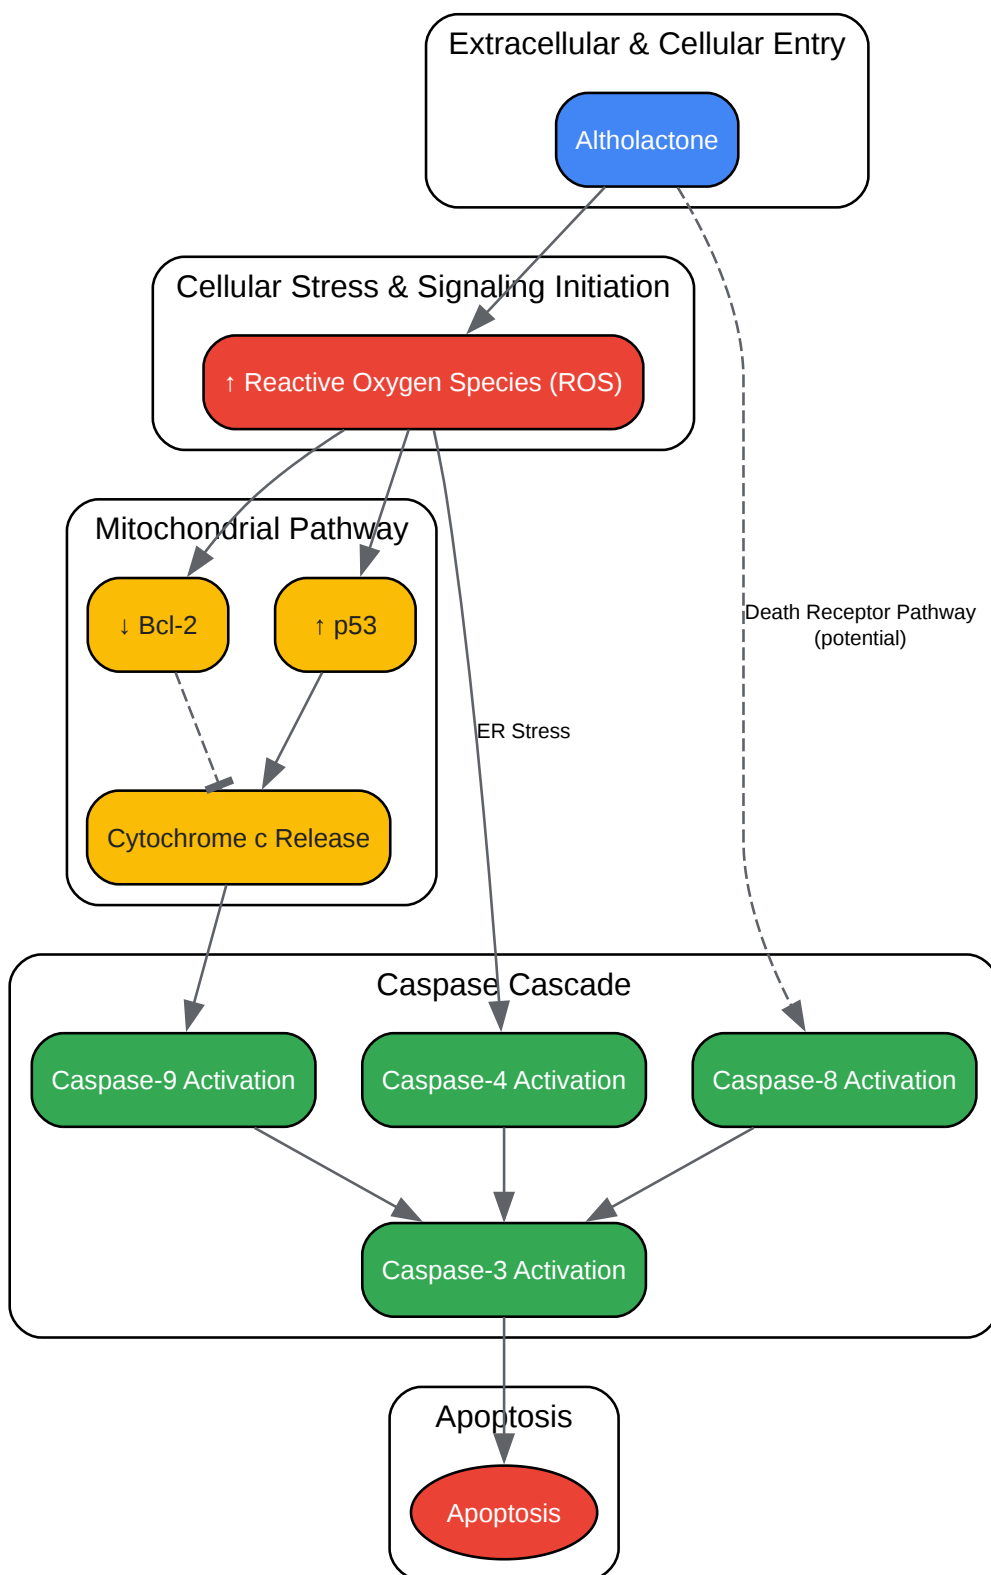 Extracellular & Cellular Entry
Altholactone
Cellular Stress & Signaling Initiation
↑ Reactive Oxygen Species (ROS)
Mitochondrial Pathway
↓ Bcl-2
↑ p53
Death Receptor Pathway
(potential)
ER Stress
Cytochrome c Release
Caspase Cascade
Caspase-9 Activation
Caspase-4 Activation
Caspase-8 Activation
Caspase-3 Activation
Apoptosis
Apoptosis